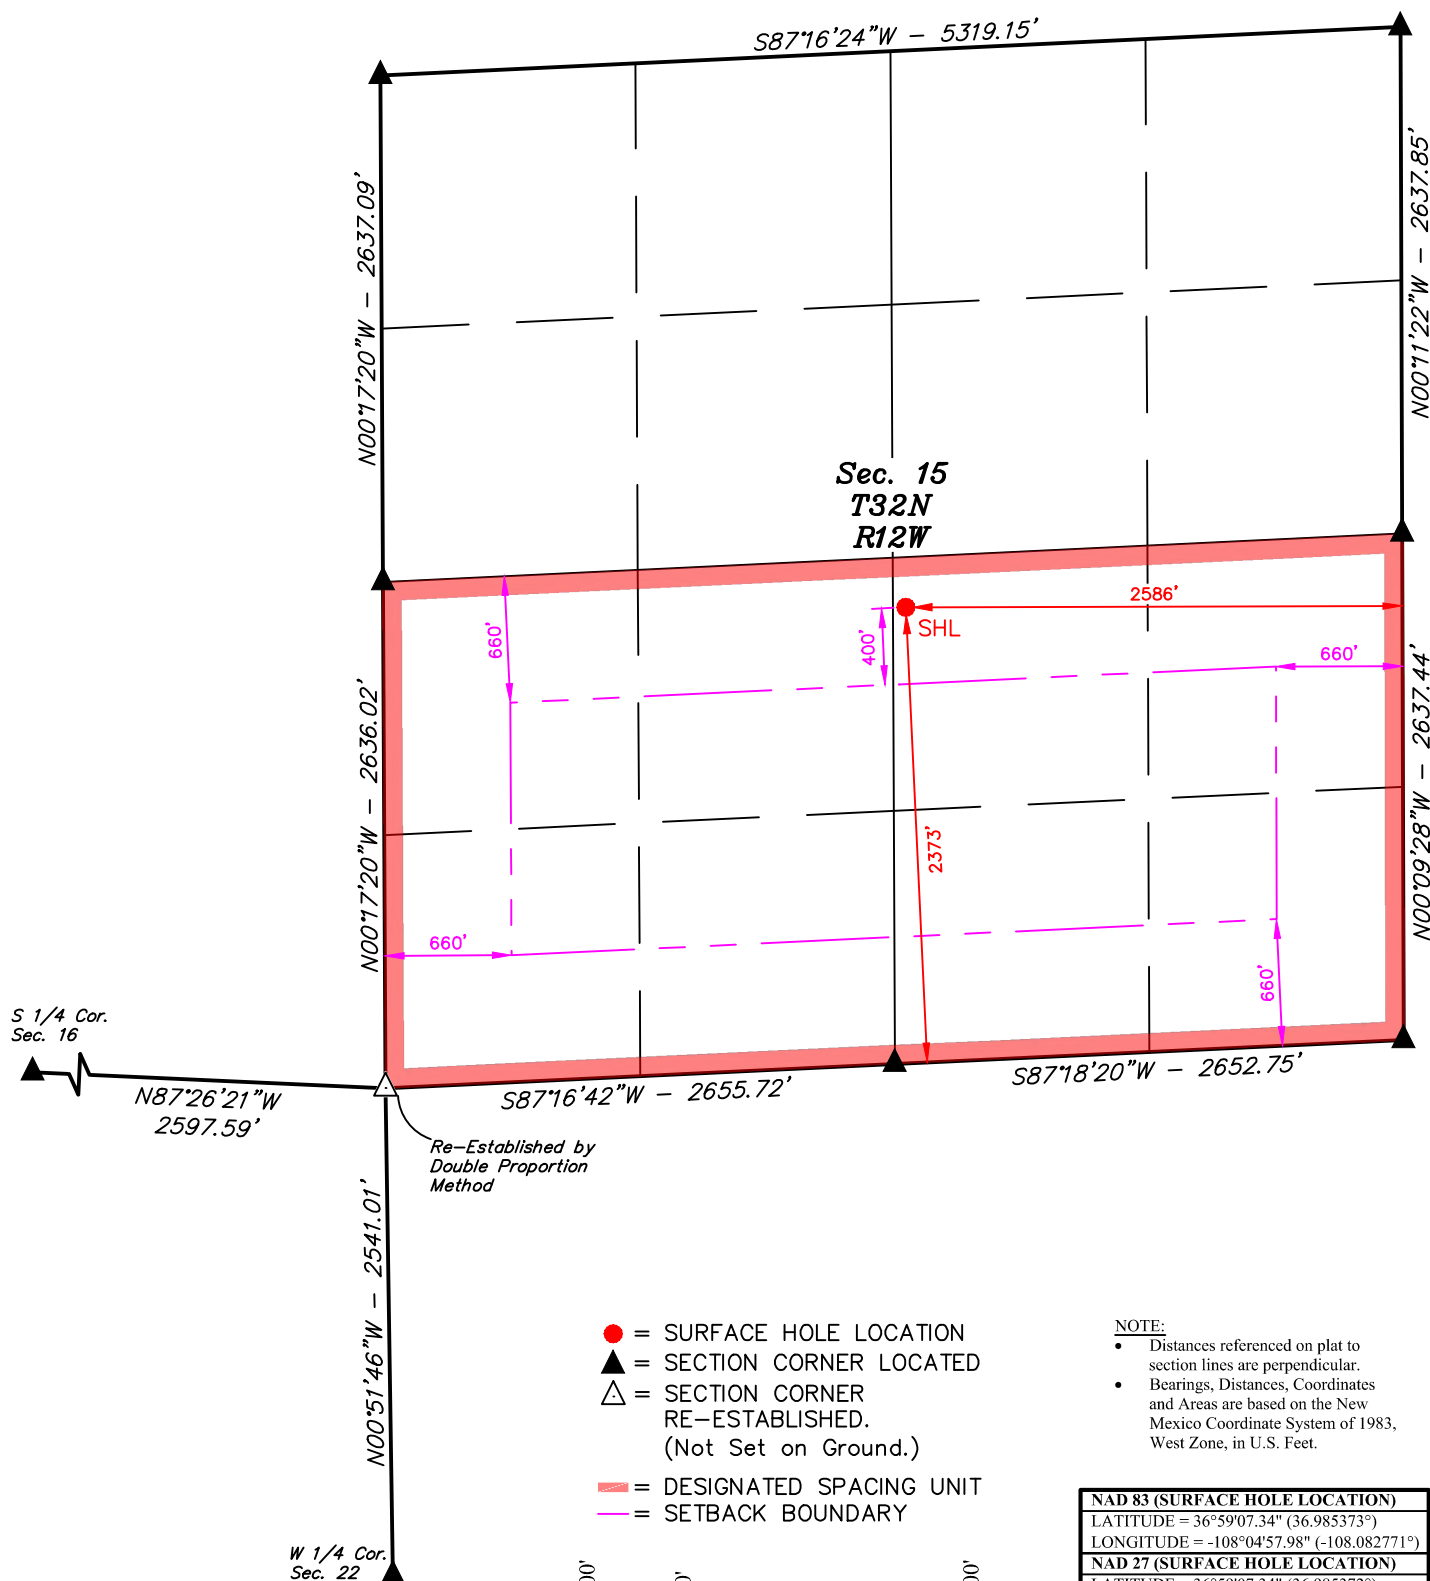 S87°16'24"W - 5319.15'
N00°17'20"W - 2637.09'
N00°11'22"W - 2637.85'
Sec. 15
T32N
R12W
2586'
SHL
660'
400'
660'
N00°17'20"W - 2636.02'
N00°09'28"W - 2637.44'
2373'
660'
660'
S 1/4 Cor.
Sec. 16
N87°26'21"W
2597.59'
S87°16'42"W - 2655.72'
S87°18'20"W - 2652.75'
Re-Established by
Double Proportion
Method
N00°51'46"W - 2541.01'
W 1/4 Cor.
Sec. 22
= SURFACE HOLE LOCATION
= SECTION CORNER LOCATED
= SECTION CORNER
RE-ESTABLISHED.
(Not Set on Ground.)
= DESIGNATED SPACING UNIT
= SETBACK BOUNDARY
NOTE:
• Distances referenced on plat to
section lines are perpendicular.
• Bearings, Distances, Coordinates
and Areas are based on the New
Mexico Coordinate System of 1983,
West Zone, in U.S. Feet.
NAD 83 (SURFACE HOLE LOCATION)
LATITUDE = 36°59'07.34" (36.985373°)
LONGITUDE = -108°04'57.98" (-108.082771°)
NAD 27 (SURFACE HOLE LOCATION)